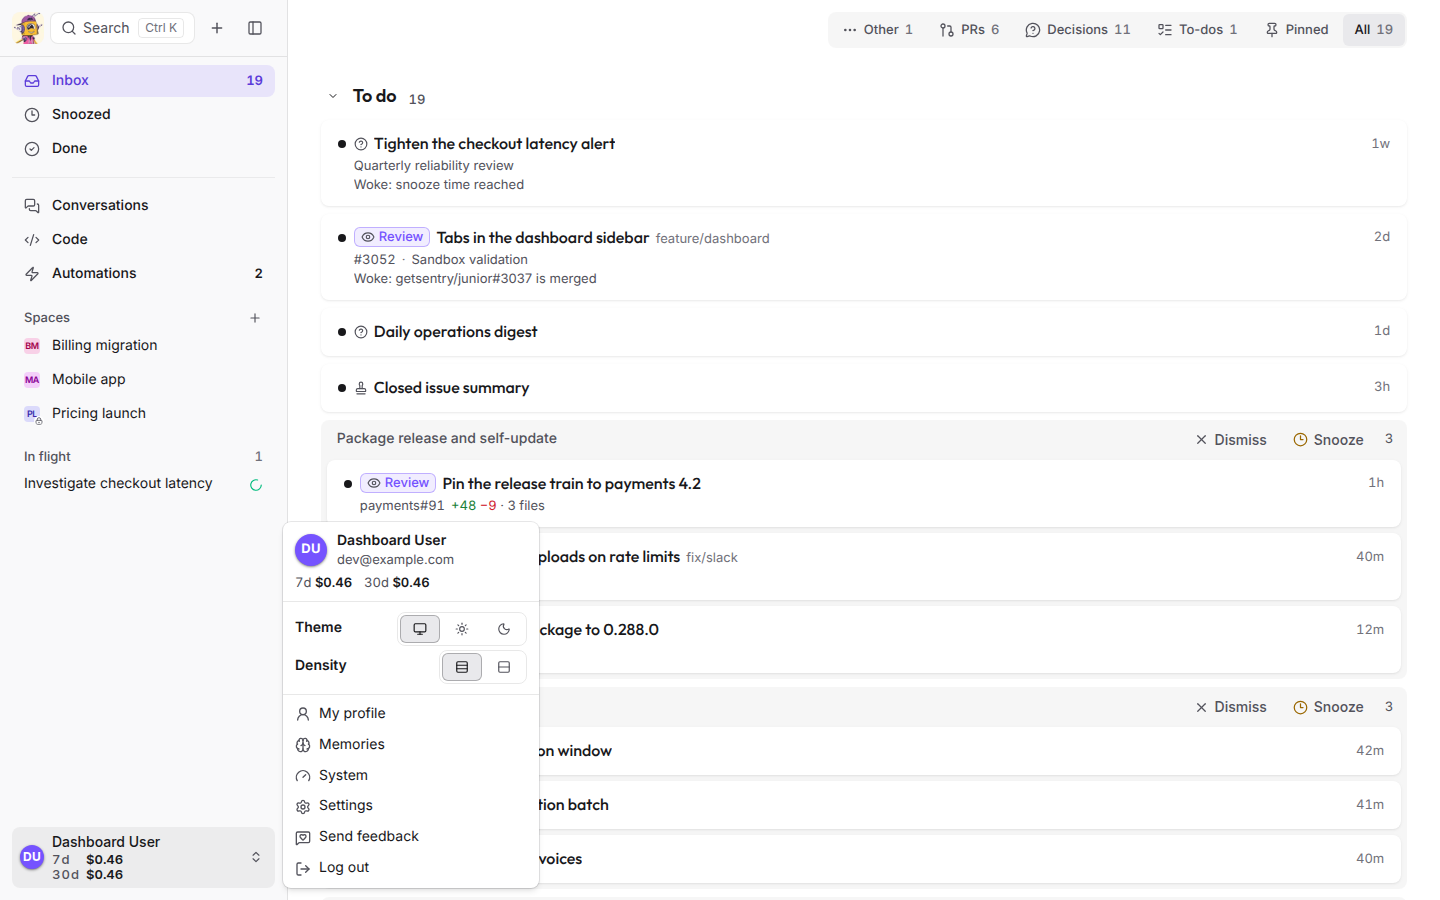 Search Ctrl K
Inbox 19
Snoozed
Done
Conversations
Code
Automations 2
Spaces
BM Billing migration
MA Mobile app
PL Pricing launch
In flight 1
Investigate checkout latency
DU Dashboard User
7d $0.46
30d $0.46
Other 1 PRs 6 Decisions 11 To-dos 1 Pinned All 19
To do 19
Tighten the checkout latency alert 1w
Quarterly reliability review
Woke: snooze time reached
Review Tabs in the dashboard sidebar feature/dashboard 2d
#3052 · Sandbox validation
Woke: getsentry/junior#3037 is merged
Daily operations digest 1d
Closed issue summary 3h
Package release and self-update Dismiss Snooze 3
Review Pin the release train to payments 4.2 1h
payments#91 +48 −9 · 3 files
ploads on rate limits fix/slack 40m
ckage to 0.288.0 12m
Dismiss Snooze 3
on window 42m
tion batch 41m
voices 40m
DU Dashboard User
dev@example.com
7d $0.46 30d $0.46
Theme
Density
My profile
Memories
System
Settings
Send feedback
Log out